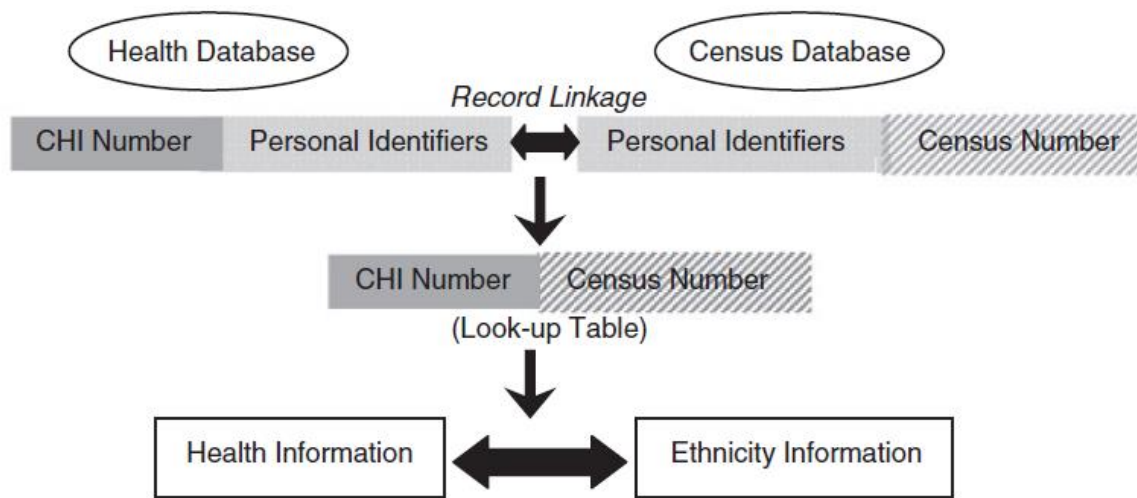 Health Database
Census Database
Record Linkage
CHI Number
Personal Identifiers
Personal Identifiers
Census Number
CHI Number
Census Number
(Look-up Table)
Health Information
Ethnicity Information